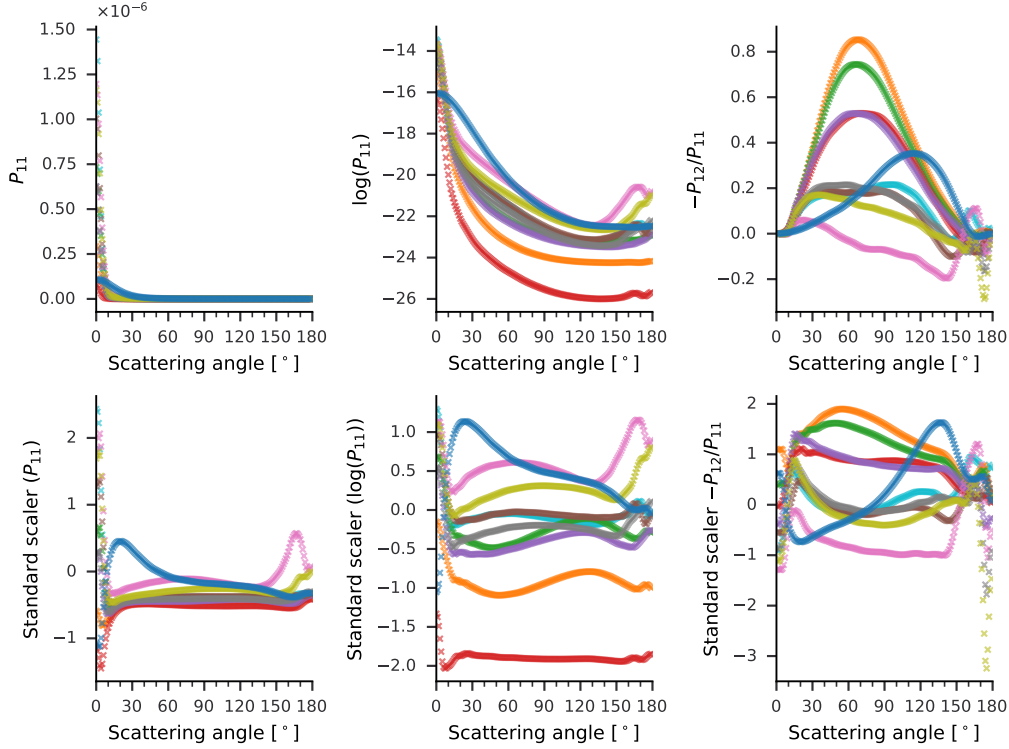 ×10⁻⁶
1.50
1.25
1.00
0.75
0.50
0.25
0.00
P₁₁
0 30 60 90 120 150 180
Scattering angle [°]
−14
−16
−18
−20
−22
−24
−26
log(P₁₁)
0 30 60 90 120 150 180
Scattering angle [°]
0.8
0.6
0.4
0.2
0.0
−0.2
−P₁₂/P₁₁
0 30 60 90 120 150 180
Scattering angle [°]
2
1
0
−1
Standard scaler (P₁₁)
0 30 60 90 120 150 180
Scattering angle [°]
1.0
0.5
0.0
−0.5
−1.0
−1.5
−2.0
Standard scaler (log(P₁₁))
0 30 60 90 120 150 180
Scattering angle [°]
2
1
0
−1
−2
−3
Standard scaler −P₁₂/P₁₁
0 30 60 90 120 150 180
Scattering angle [°]